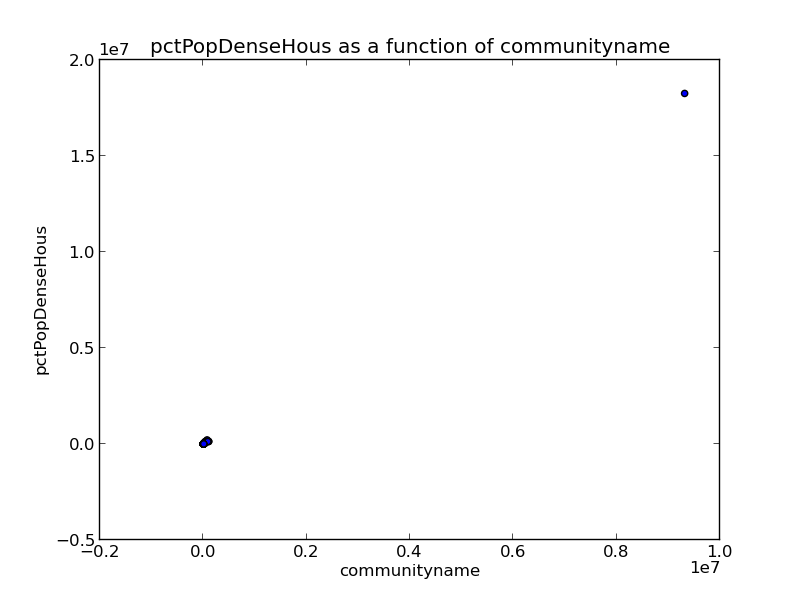 pctPopDenseHous as a function of communityname
1e7
2.0
1.5
1.0
0.5
0.0
−0.5
pctPopDenseHous
−0.2 0.0 0.2 0.4 0.6 0.8 1.0
1e7
communityname